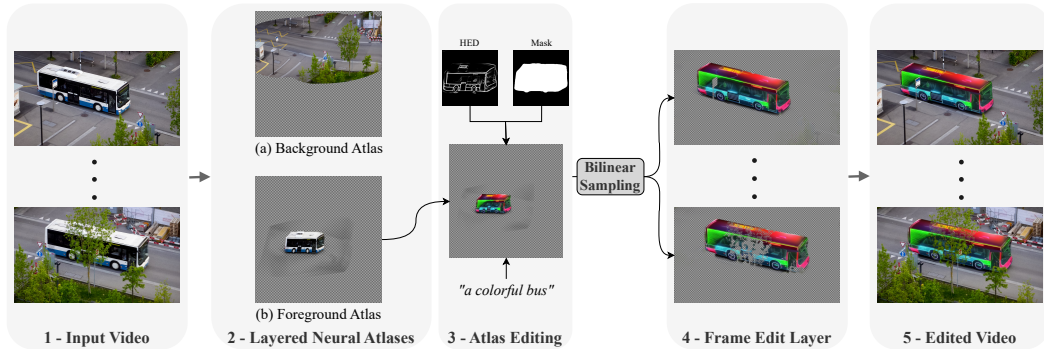 HED
Mask
(a) Background Atlas
Bilinear
Sampling
"a colorful bus"
(b) Foreground Atlas
1 - Input Video
2 - Layered Neural Atlases
3 - Atlas Editing
4 - Frame Edit Layer
5 - Edited Video